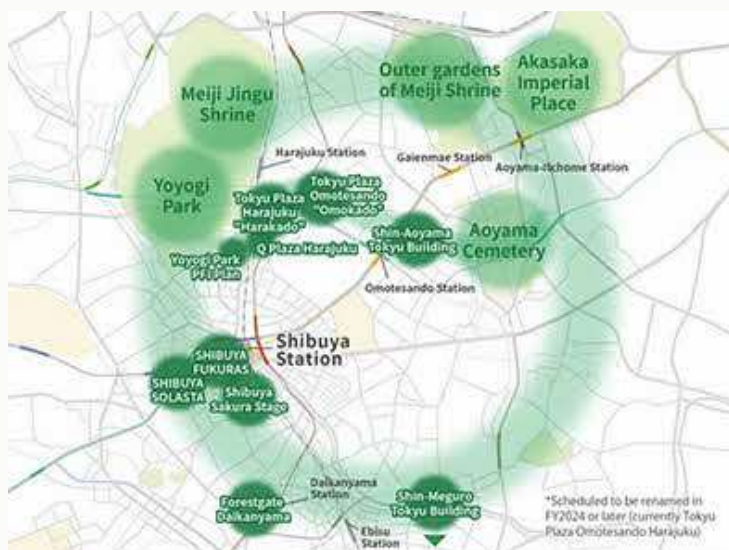 Outer gardens
of Meiji Shrine
Akasaka
Imperial
Place
Meiji Jingu
Shrine
Harajuku Station
Gaienmae Station
Aoyama-Itchome Station
Yoyogi
Park
Tokyu Plaza
Omotesando
"Omokado"
Tokyu Plaza
Harajuku
"Harakado"
Shin-Aoyama
Tokyu Building
Aoyama
Cemetery
Q Plaza Harajuku
Yoyogi Park
PFI Plan
Omotesando Station
Shibuya
Station
SHIBUYA
FUKURAS
SHIBUYA
SOLASTA
Shibuya
Sakura Stage
Daikanyama
Station
Forestgate
Daikanyama
Shin-Meguro
Tokyu Building
Ebisu
Station
*Scheduled to be renamed in
FY2024 or later (currently Tokyu
Plaza Omotesando Harajuku)